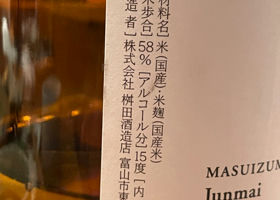 材料名]米(国産)・米麹(国産米)
米歩合]58% [アルコール分]15度 [内
造者]株式会社 桝田酒造店 富山市東
MASUIZUM
Junmai